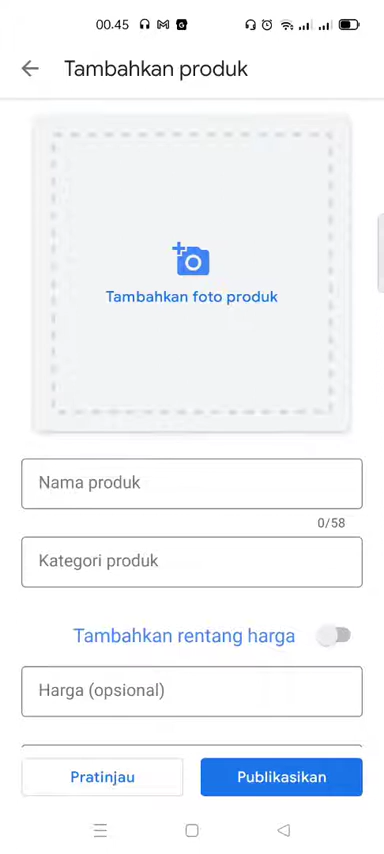 00.45
Tambahkan produk
Tambahkan foto produk
Nama produk
0/58
Kategori produk
Tambahkan rentang harga
Harga (opsional)
Pratinjau
Publikasikan